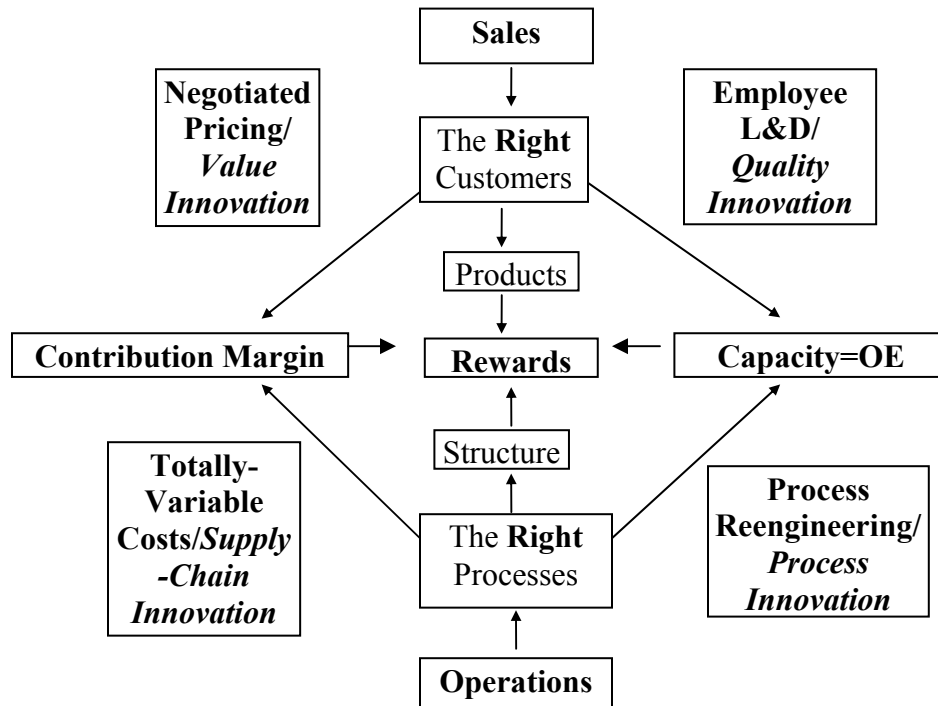 Sales
Negotiated
Pricing/
Value
Innovation
The Right
Customers
Employee
L&D/
Quality
Innovation
Products
Contribution Margin
Rewards
Capacity=OE
Structure
Totally-
Variable
Costs/Supply
-Chain
Innovation
The Right
Processes
Process
Reengineering/
Process
Innovation
Operations